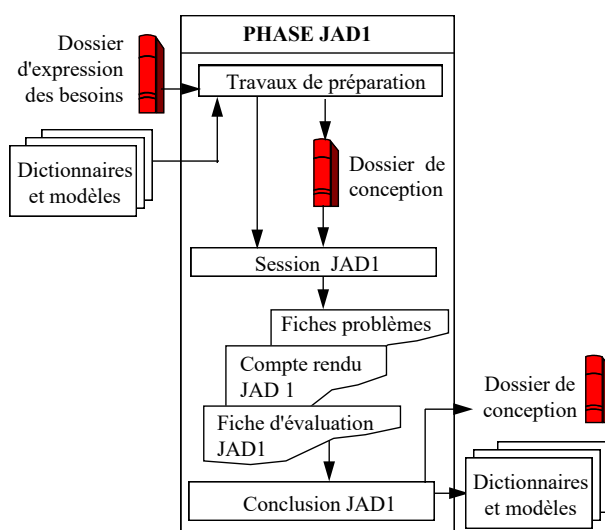 PHASE JAD1
Dossier
d'expression
des besoins
Travaux de préparation
Dictionnaires
et modèles
Dossier de
conception
Session JAD1
Fiches problèmes
Compte rendu
JAD 1
Fiche d'évaluation
JAD1
Dossier de
conception
Conclusion JAD1
Dictionnaires
et modèles